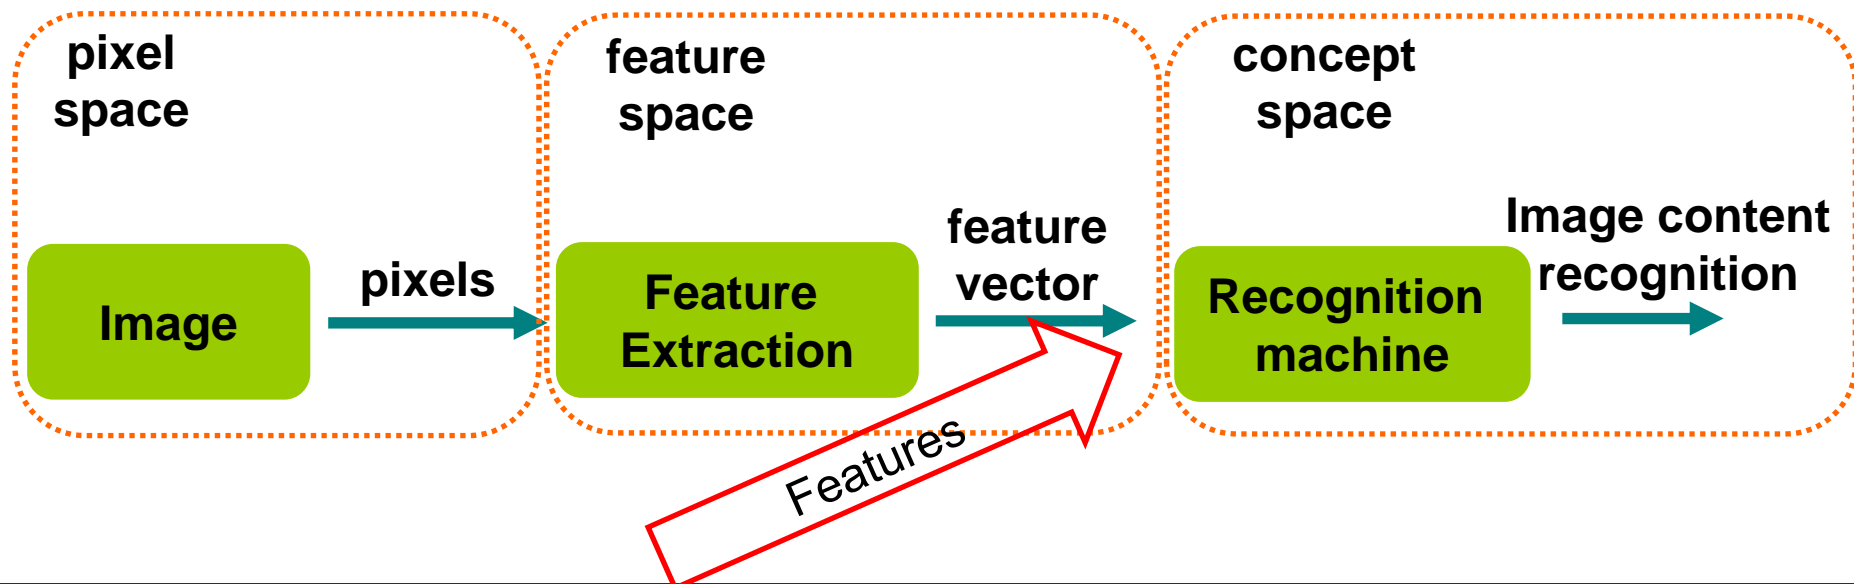 pixel
space
feature
space
concept
space
Image
pixels
Feature
Extraction
feature
vector
Recognition
machine
Image content
recognition
Features